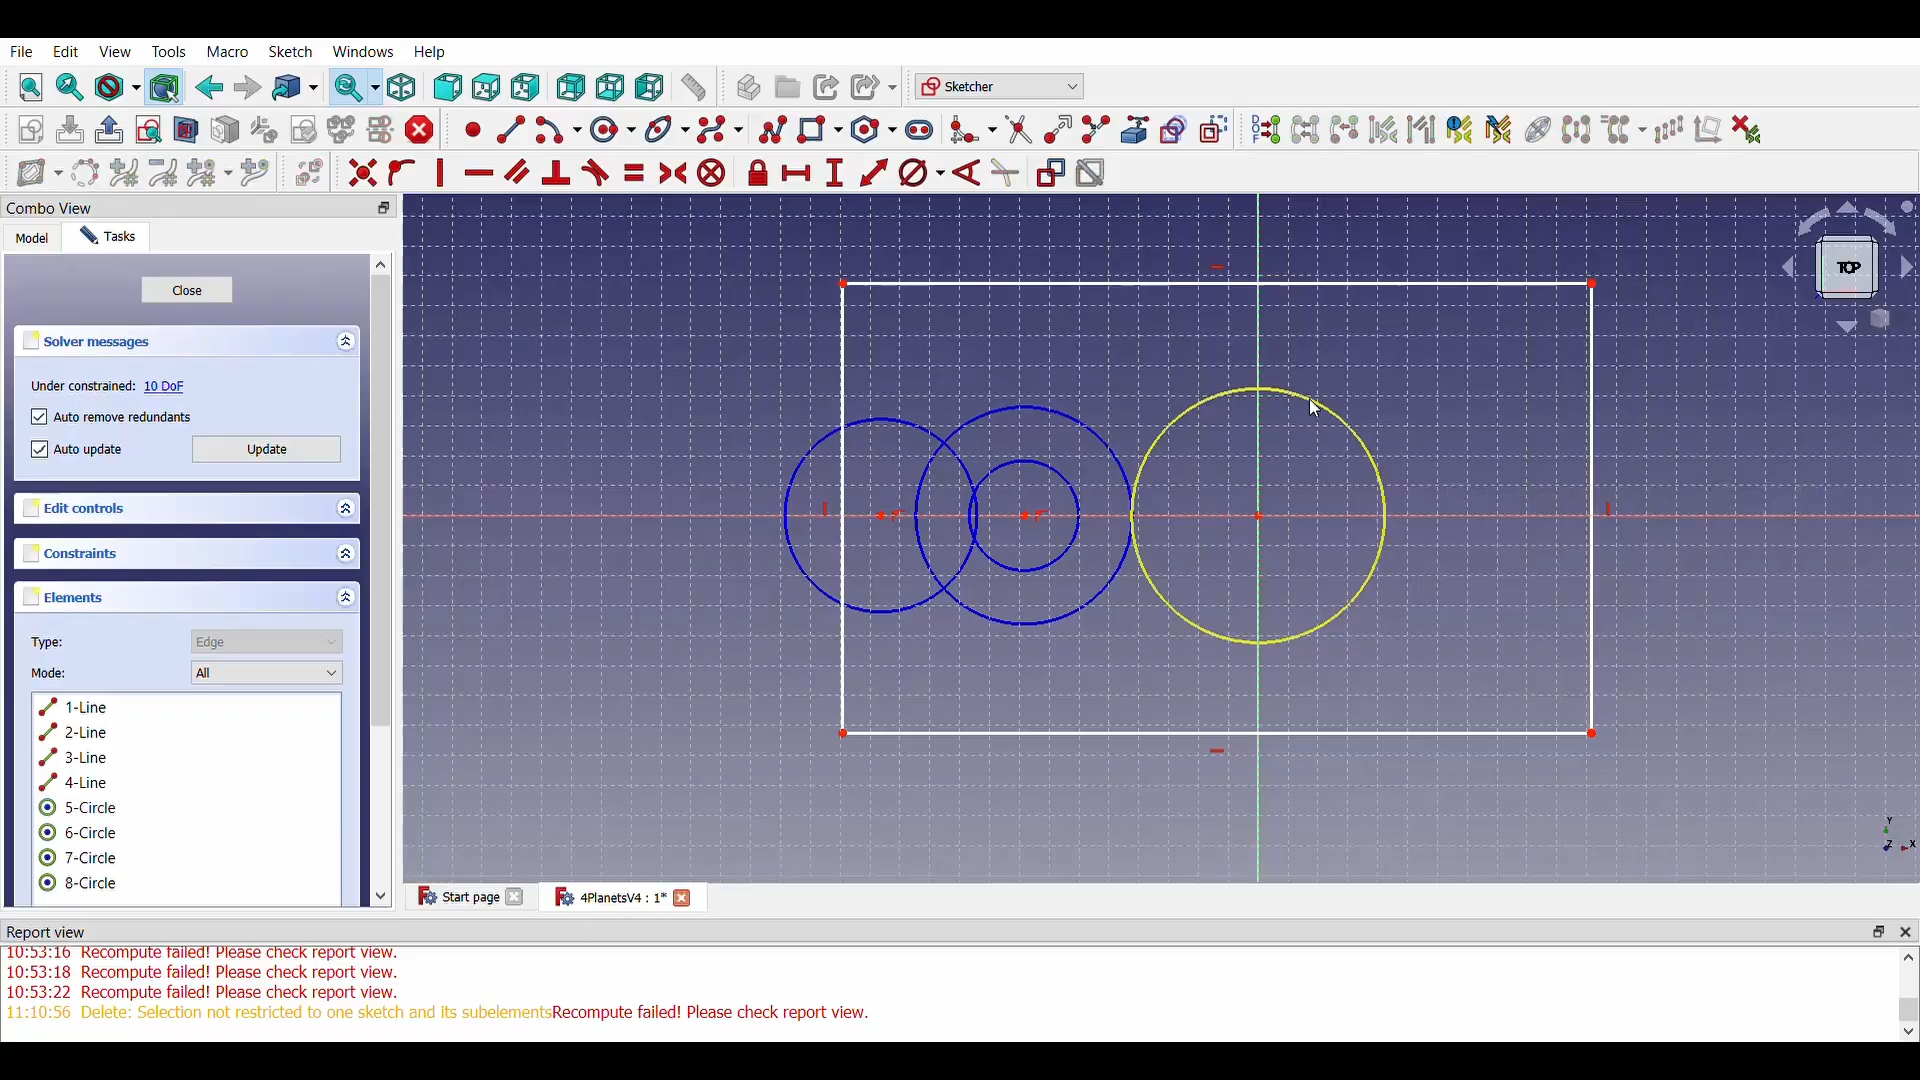 File Edit View Tools Macro Sketch Windows Help
Sketcher
Combo View
Model Tasks
Close
Solver messages
Under constrained: 10 DoF
Auto remove redundants
Auto update Update
Edit controls
Constraints
Elements
Type: Edge
Mode: All
1-Line
2-Line
3-Line
4-Line
5-Circle
6-Circle
7-Circle
8-Circle
TOP
Y
Z X
Start page 4PlanetsV4 : 1*
Report view
10:53:16 Recompute failed! Please check report view.
10:53:18 Recompute failed! Please check report view.
10:53:22 Recompute failed! Please check report view.
11:10:56 Delete: Selection not restricted to one sketch and its subelementsRecompute failed! Please check report view.